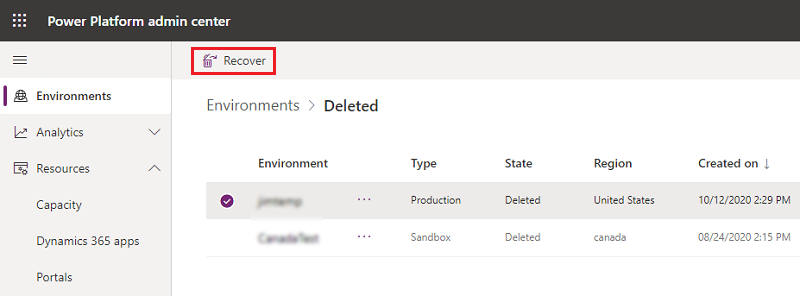 Power Platform admin center
Recover
Environments
Environments > Deleted
Analytics
Environment Type State Region Created on ↓
Resources
Capacity
··· Production Deleted United States 10/12/2020 2:29 PM
Dynamics 365 apps
CanadaTest ··· Sandbox Deleted canada 08/24/2020 2:15 PM
Portals